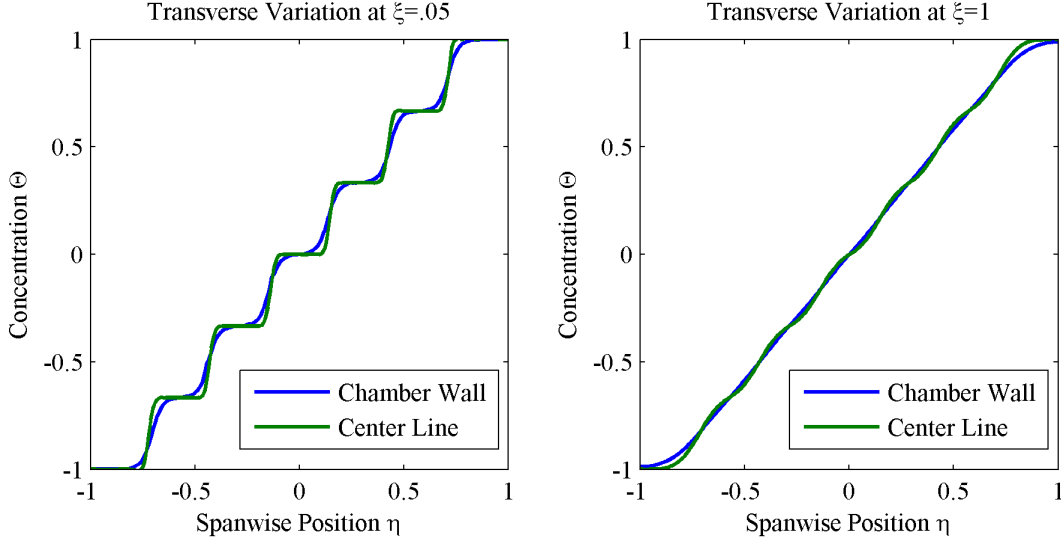 Transverse Variation at ξ=.05
1
0.5
0
-0.5
-1
-1
-0.5
0
0.5
1
Concentration Θ
Spanwise Position η
Chamber Wall
Center Line
Transverse Variation at ξ=1
1
0.5
0
-0.5
-1
-1
-0.5
0
0.5
1
Concentration Θ
Spanwise Position η
Chamber Wall
Center Line